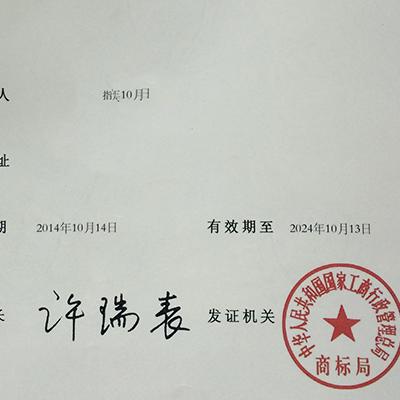 人 10月日
址
期 2014年10月14日 有效期至 2024年10月13日
长 许瑞表 发证机关
中华人民共和国国家工商行政管理总局
商标局